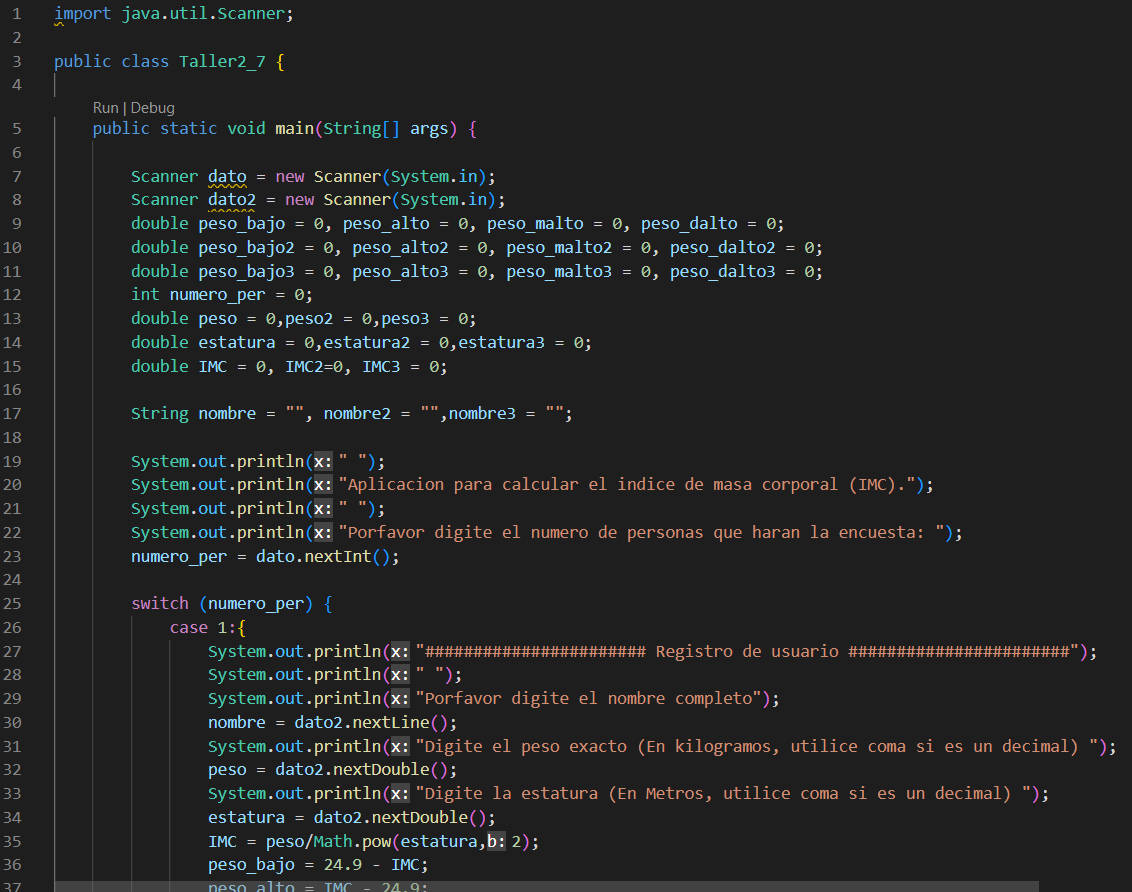 1 import java.util.Scanner;
2
3 public class Taller2_7 {
4
Run | Debug
5 public static void main(String[] args) {
6
7 Scanner dato = new Scanner(System.in);
8 Scanner dato2 = new Scanner(System.in);
9 double peso_bajo = 0, peso_alto = 0, peso_malto = 0, peso_dalto = 0;
10 double peso_bajo2 = 0, peso_alto2 = 0, peso_malto2 = 0, peso_dalto2 = 0;
11 double peso_bajo3 = 0, peso_alto3 = 0, peso_malto3 = 0, peso_dalto3 = 0;
12 int numero_per = 0;
13 double peso = 0,peso2 = 0,peso3 = 0;
14 double estatura = 0,estatura2 = 0,estatura3 = 0;
15 double IMC = 0, IMC2=0, IMC3 = 0;
16
17 String nombre = "", nombre2 = "",nombre3 = "";
18
19 System.out.println(x: " ");
20 System.out.println(x: "Aplicacion para calcular el indice de masa corporal (IMC).");
21 System.out.println(x: " ");
22 System.out.println(x: "Porfavor digite el numero de personas que haran la encuesta: ");
23 numero_per = dato.nextInt();
24
25 switch (numero_per) {
26 case 1:{
27 System.out.println(x: "####################### Registro de usuario #######################");
28 System.out.println(x: " ");
29 System.out.println(x: "Porfavor digite el nombre completo");
30 nombre = dato2.nextLine();
31 System.out.println(x: "Digite el peso exacto (En kilogramos, utilice coma si es un decimal) ");
32 peso = dato2.nextDouble();
33 System.out.println(x: "Digite la estatura (En Metros, utilice coma si es un decimal) ");
34 estatura = dato2.nextDouble();
35 IMC = peso/Math.pow(estatura,b: 2);
36 peso_bajo = 24.9 - IMC;
37 peso_alto = IMC - 24.9;